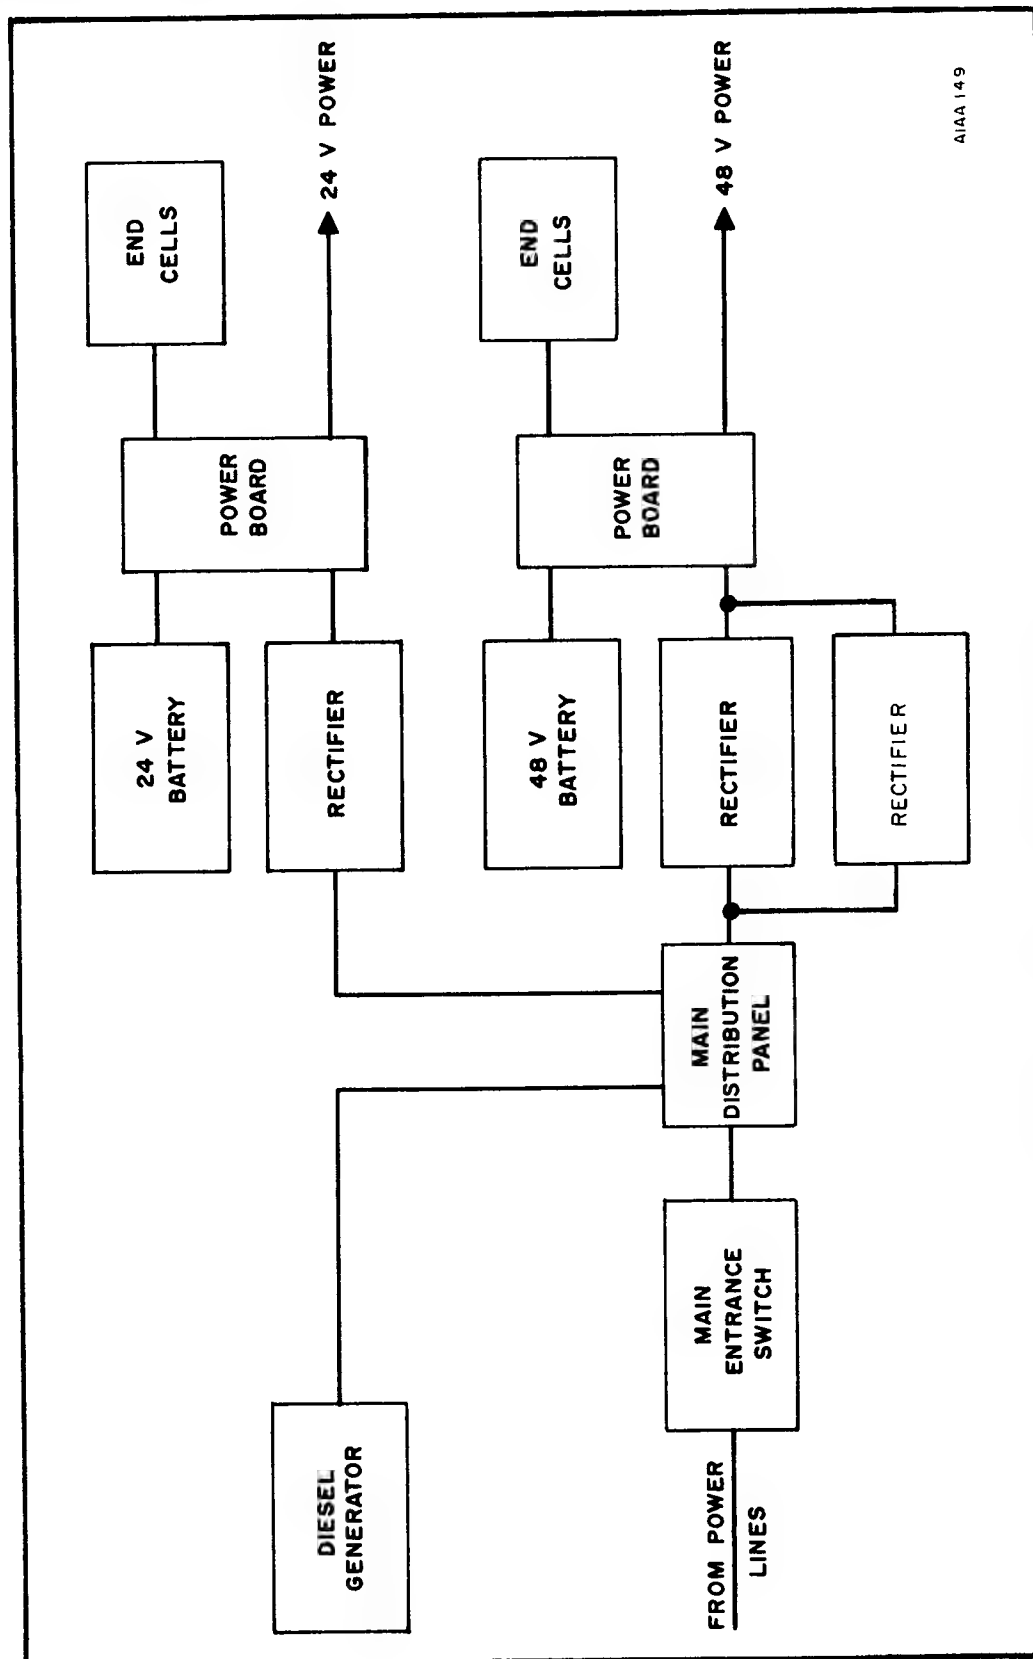 END
CELLS
24 V POWER
POWER
BOARD
24 V
BATTERY
RECTIFIER
END
CELLS
48 V POWER
POWER
BOARD
48 V
BATTERY
RECTIFIER
RECTIFIER
MAIN
DISTRIBUTION
PANEL
DIESEL
GENERATOR
MAIN
ENTRANCE
SWITCH
FROM POWER
LINES
AIAA149